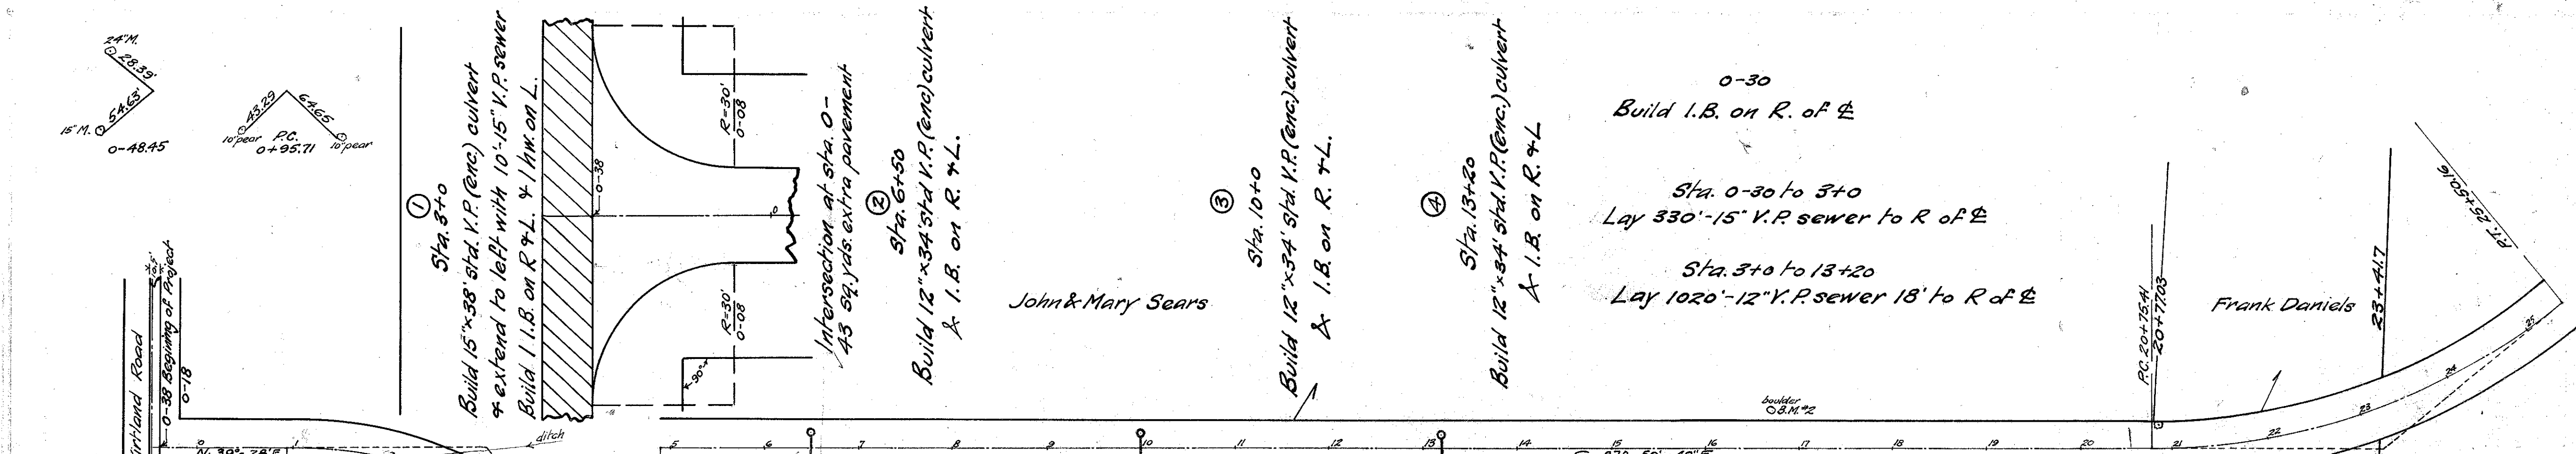 24"M.
28.39'
54.63'
15"M.
0-48.45
43.29
64.65
10"pear
P.C.
10"pear
0+95.71
①
Sta. 3+0
Build 15"×38' std. V.P. (enc.) culvert
& extend to left with 10'-15" V.P. sewer
Build 1 I.B. on R & L. & 1 hw. on L.
0-38
R=30'
0-08
R=30'
0-08
0
90°
Intersection at sta. 0-
43 sq. yds. extra pavement
②
Sta. 6+50
Build 12"×34' std V.P. (enc) culvert
& I.B. on R. & L.
John & Mary Sears
③
Sta. 10+0
Build 12"×34' std. V.P. (enc.) culvert
& I.B. on R. & L.
④
Sta. 13+20
Build 12"×34' std. V.P. (enc.) culvert
& I.B. on R. & L
0-30
Build I.B. on R. of ℄
Sta. 0-30 to 3+0
Lay 330'-15" V.P. sewer to R of ℄
Sta. 3+0 to 13+20
Lay 1020'-12" V.P. sewer 18' to R of ℄
P.C. 20+75.41
20+77.03
Frank Daniels
23+41.7
P.T. 25+50.16
Kirtland Road
0-38 Beginning of Project
0-18
ditch
boulder
B.M. #2
0 1 5 6 7 8 9 10 11 12 13 14 15 16 17 18 19 20 21 22 23 24 25